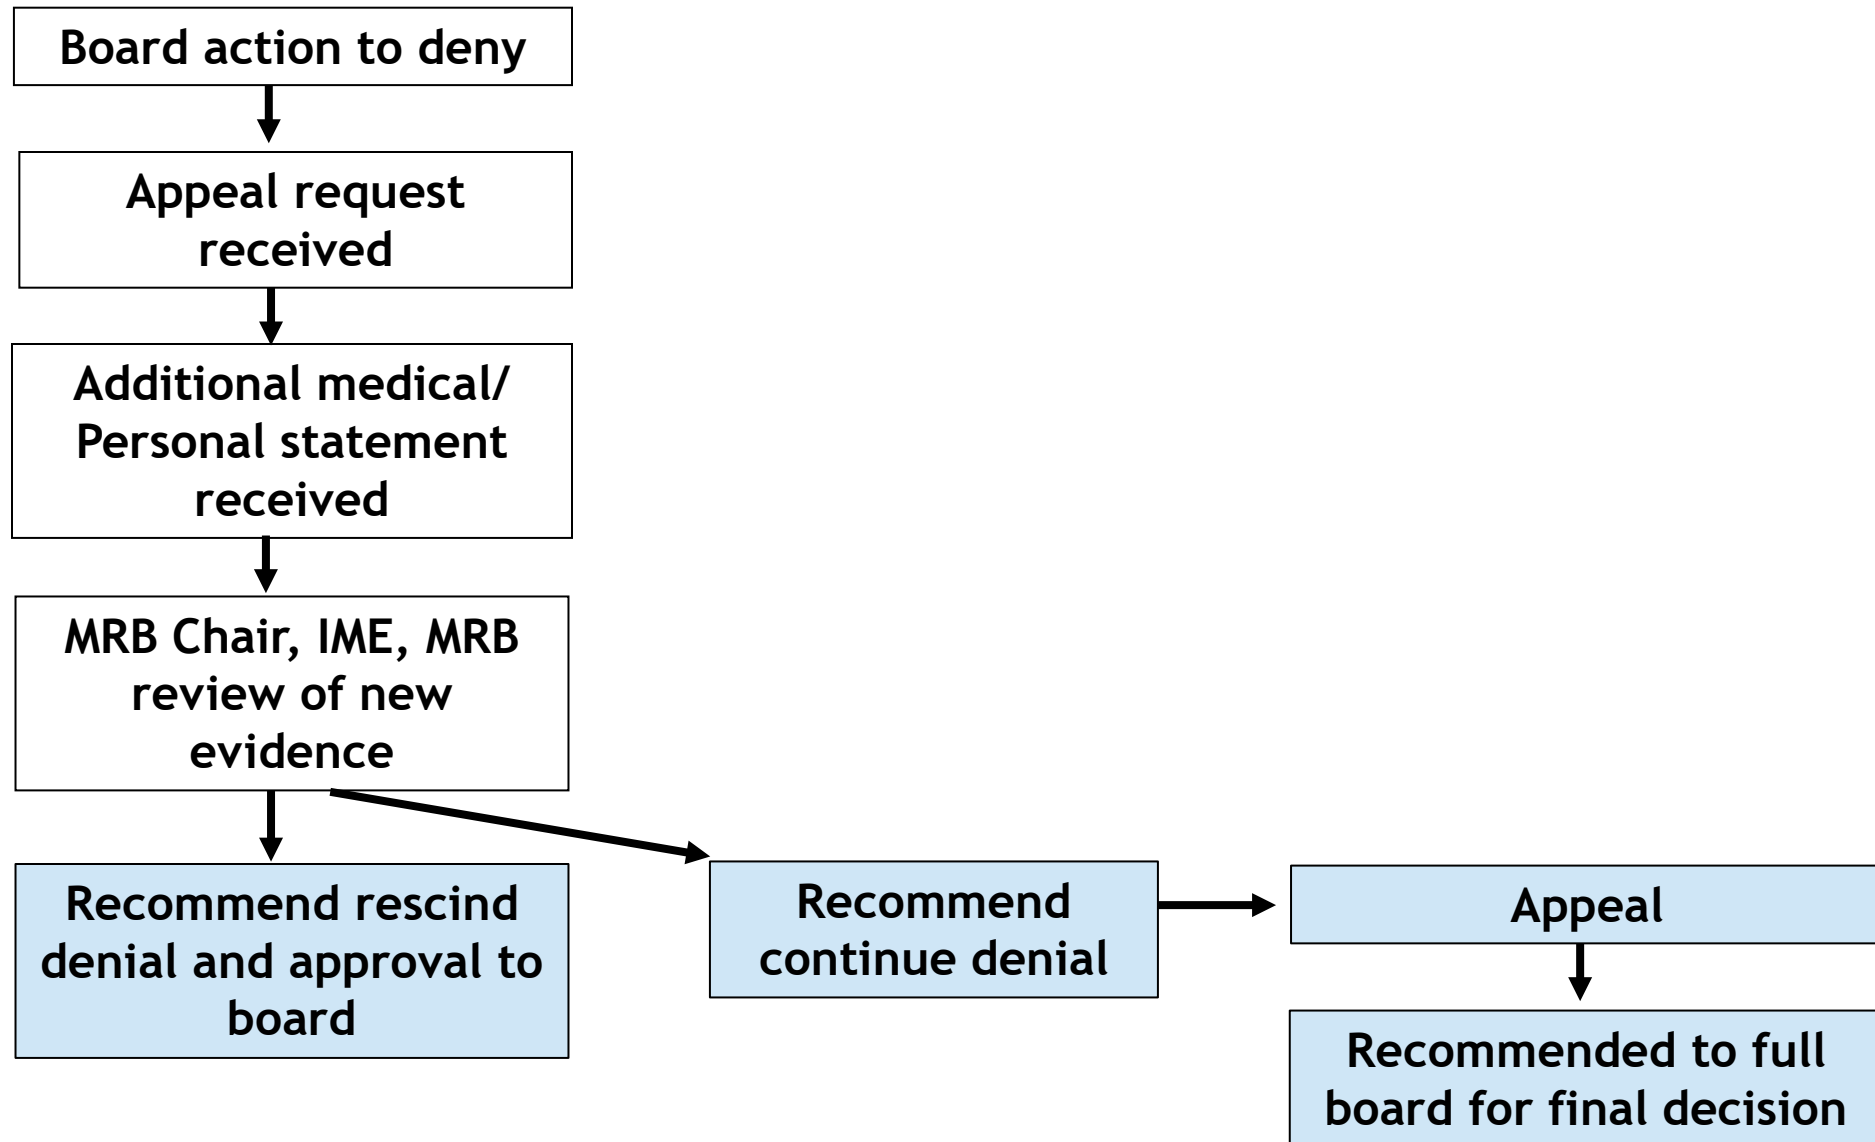 Board action to deny
Appeal request
received
Additional medical/
Personal statement
received
MRB Chair, IME, MRB
review of new
evidence
Recommend rescind
denial and approval to
board
Recommend
continue denial
Appeal
Recommended to full
board for final decision